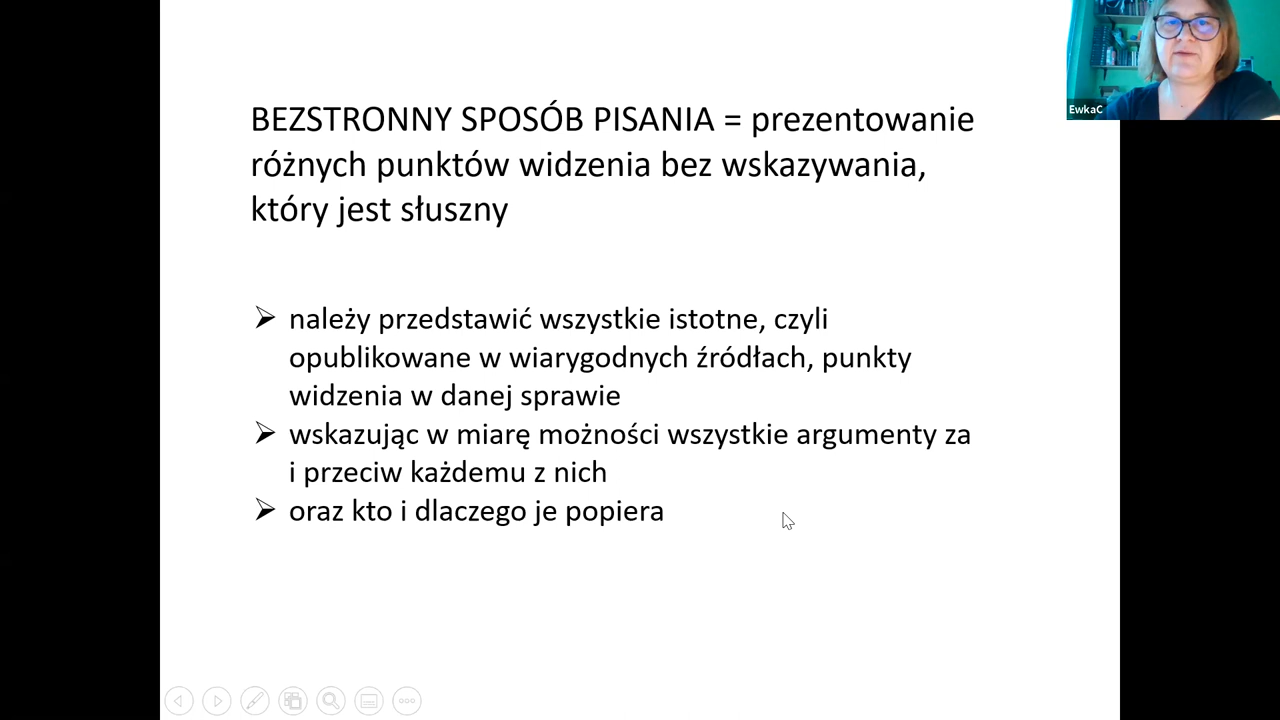 BEZSTRONNY SPOSÓB PISANIA = prezentowanie
różnych punktów widzenia bez wskazywania,
który jest słuszny
należy przedstawić wszystkie istotne, czyli
opublikowane w wiarygodnych źródłach, punkty
widzenia w danej sprawie
wskazując w miarę możności wszystkie argumenty za
i przeciw każdemu z nich
oraz kto i dlaczego je popiera
EwkaC